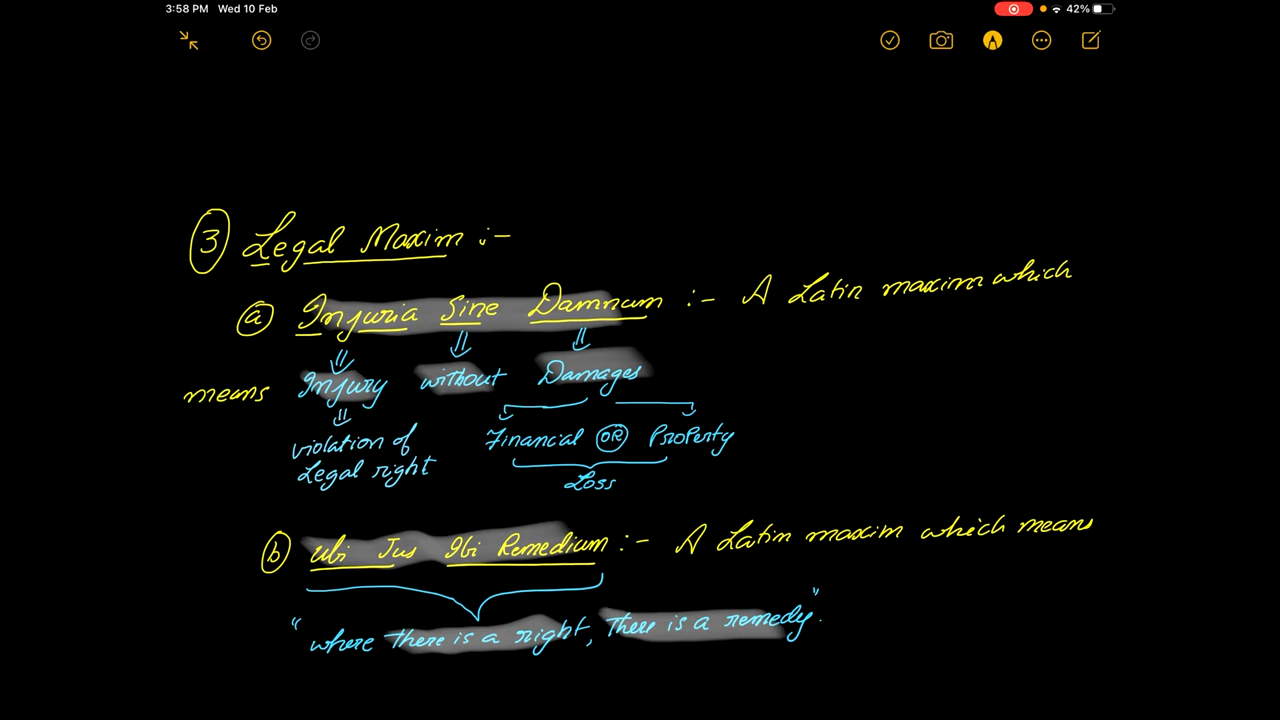 3:58 PM Wed 10 Feb
42%
③ Legal Maxim :-
ⓐ Injuria Sine Damnum :- A Latin maxim which
means Injury without Damages
violation of Legal right
Financial OR Property
Loss
ⓑ Ubi Jus Ibi Remedium :- A Latin maxim which means
"where there is a right, there is a remedy".